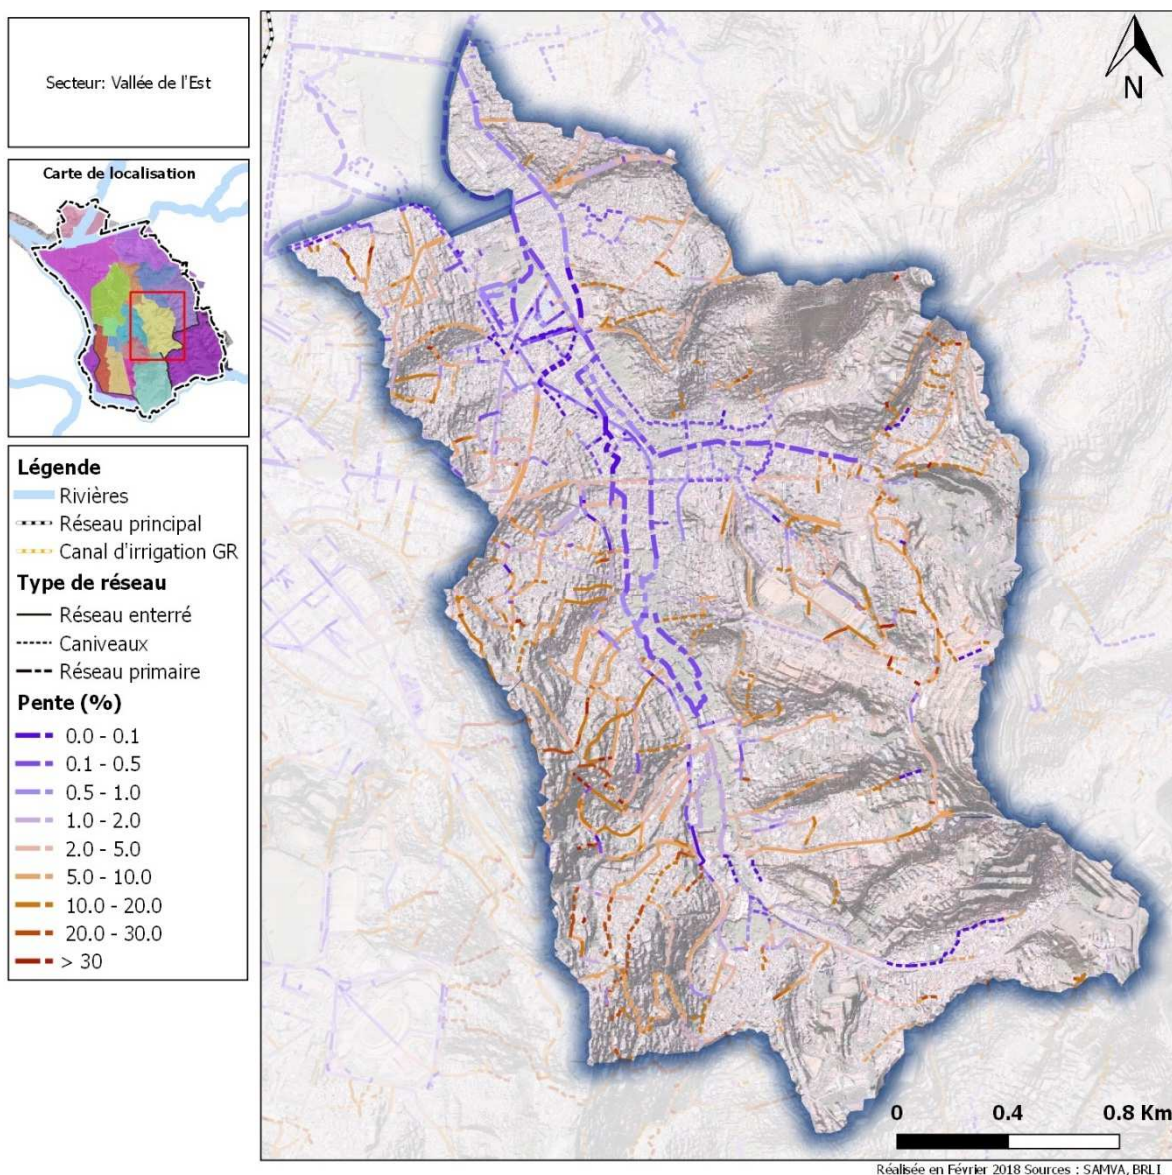 Secteur: Vallée de l'Est
Carte de localisation
Légende
Rivières
Réseau principal
Canal d'irrigation GR
Type de réseau
Réseau enterré
Caniveaux
Réseau primaire
Pente (%)
0.0 - 0.1
0.1 - 0.5
0.5 - 1.0
1.0 - 2.0
2.0 - 5.0
5.0 - 10.0
10.0 - 20.0
20.0 - 30.0
> 30
N
0 0.4 0.8 Km
Réalisée en Février 2018 Sources : SAMVA, BRLi